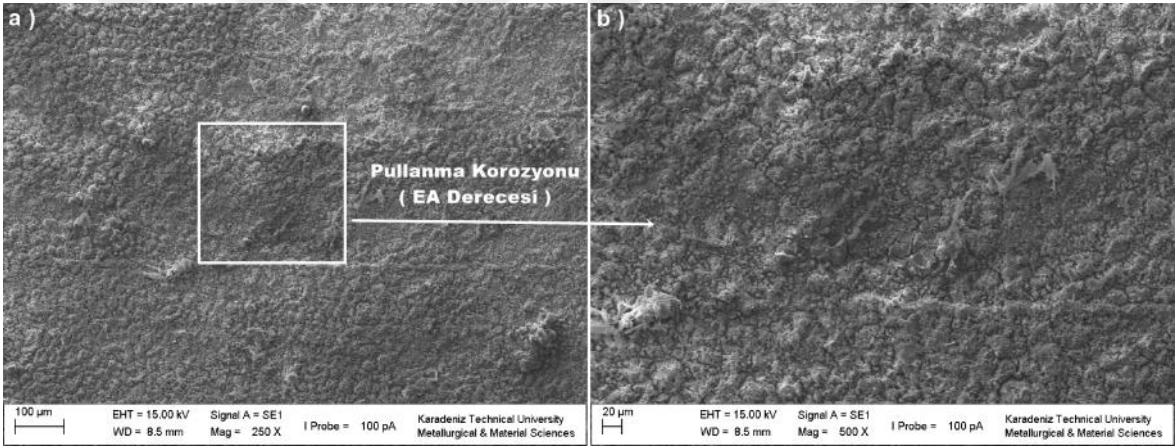 a )
Pullanma Korozyonu
( EA Derecesi )
100 µm
EHT = 15.00 kV
Signal A = SE1
WD = 8.5 mm
Mag = 250 X
I Probe = 100 pA
Karadeniz Technical University
Metallurgical & Material Sciences
b )
20 µm
EHT = 15.00 kV
Signal A = SE1
WD = 8.5 mm
Mag = 500 X
I Probe = 100 pA
Karadeniz Technical University
Metallurgical & Material Sciences